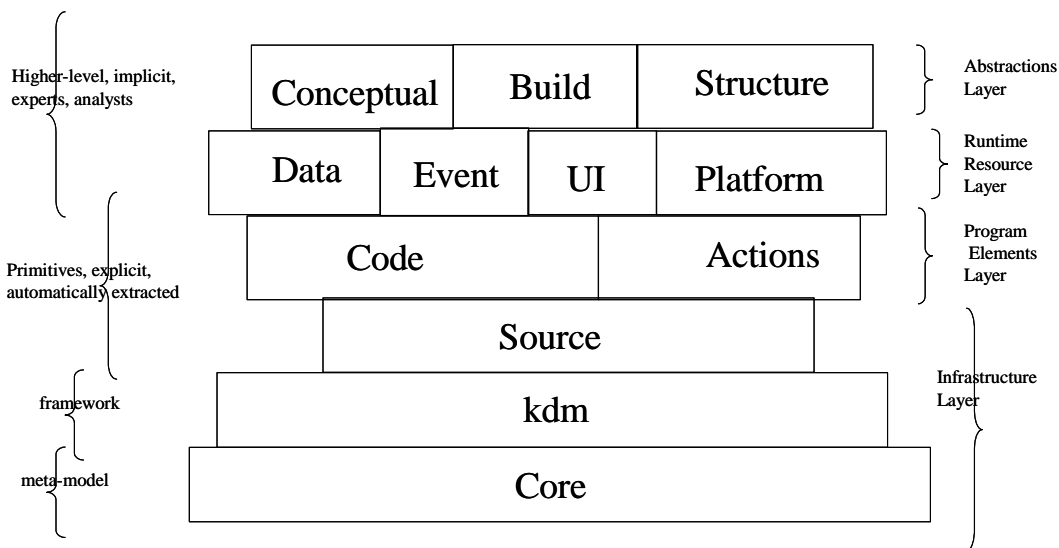 Higher-level, implicit,
experts, analysts
Conceptual
Build
Structure
Abstractions
Layer
Data
Event
UI
Platform
Runtime
Resource
Layer
Primitives, explicit,
automatically extracted
Code
Actions
Program
Elements
Layer
Source
framework
kdm
Infrastructure
Layer
meta-model
Core